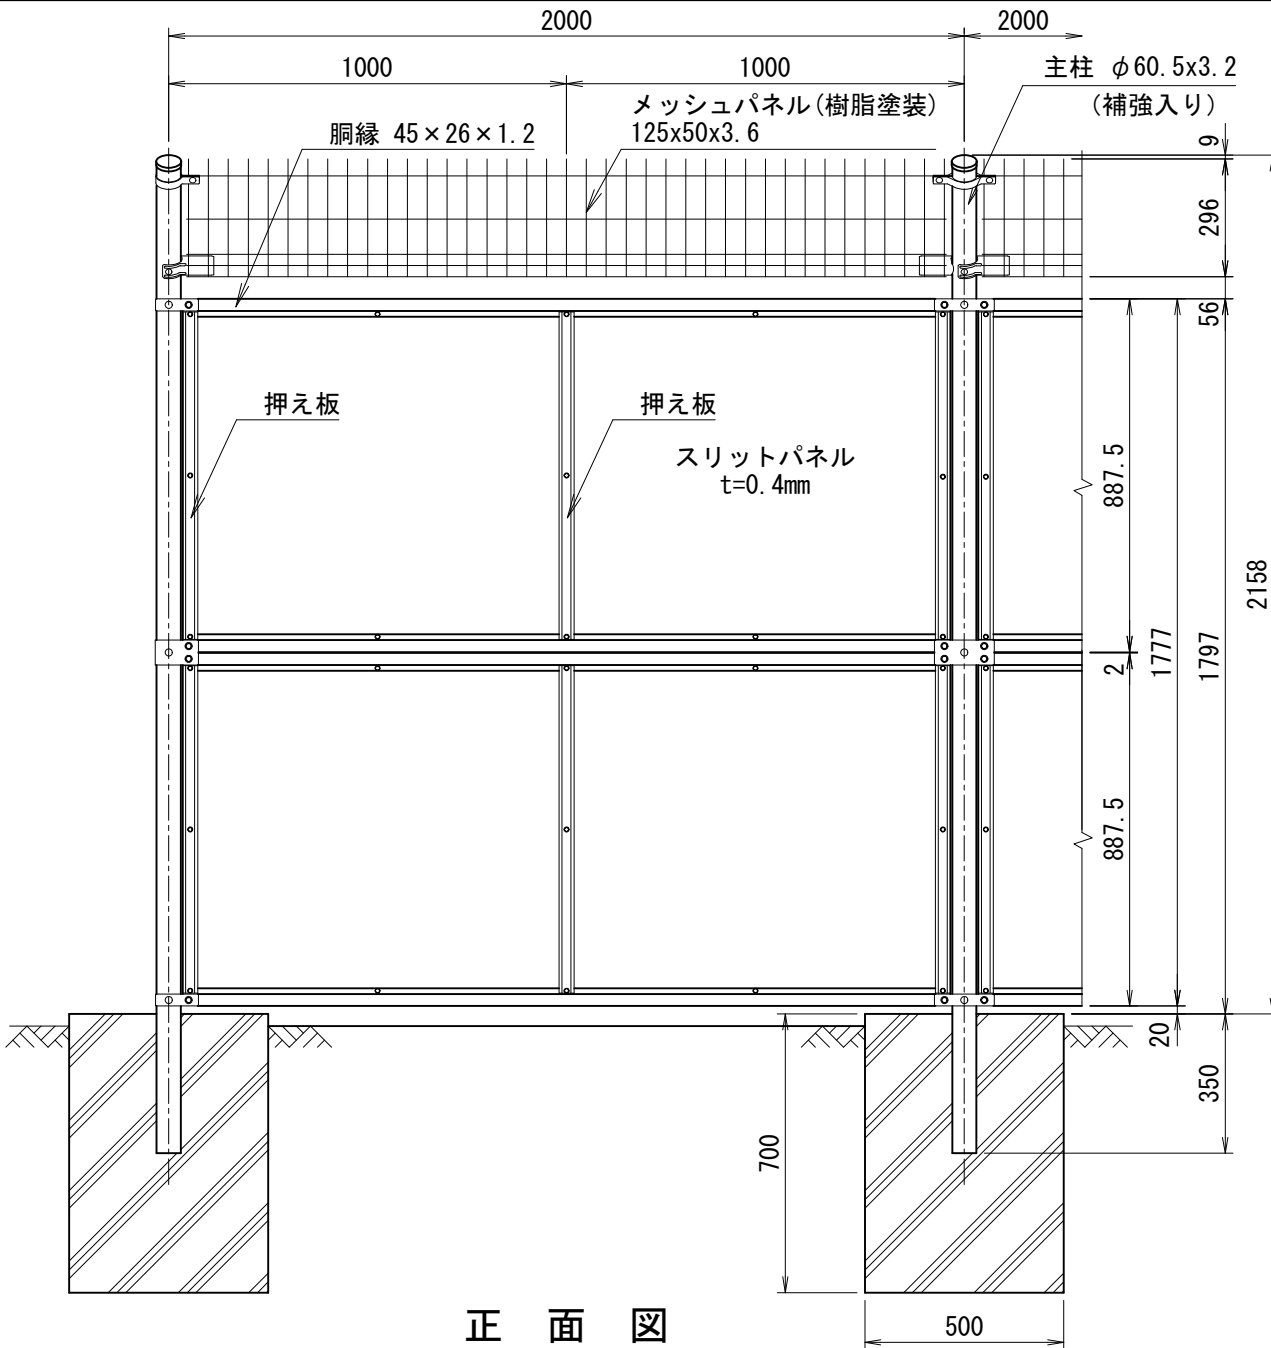 2000
2000
1000
1000
主柱 φ60.5x3.2
(補強入り)
メッシュパネル(樹脂塗装)
125x50x3.6
胴縁 45×26×1.2
9
296
56
押え板
押え板
スリットパネル
t=0.4mm
887.5
2158
1777
1797
2
887.5
20
350
700
500
正 面 図